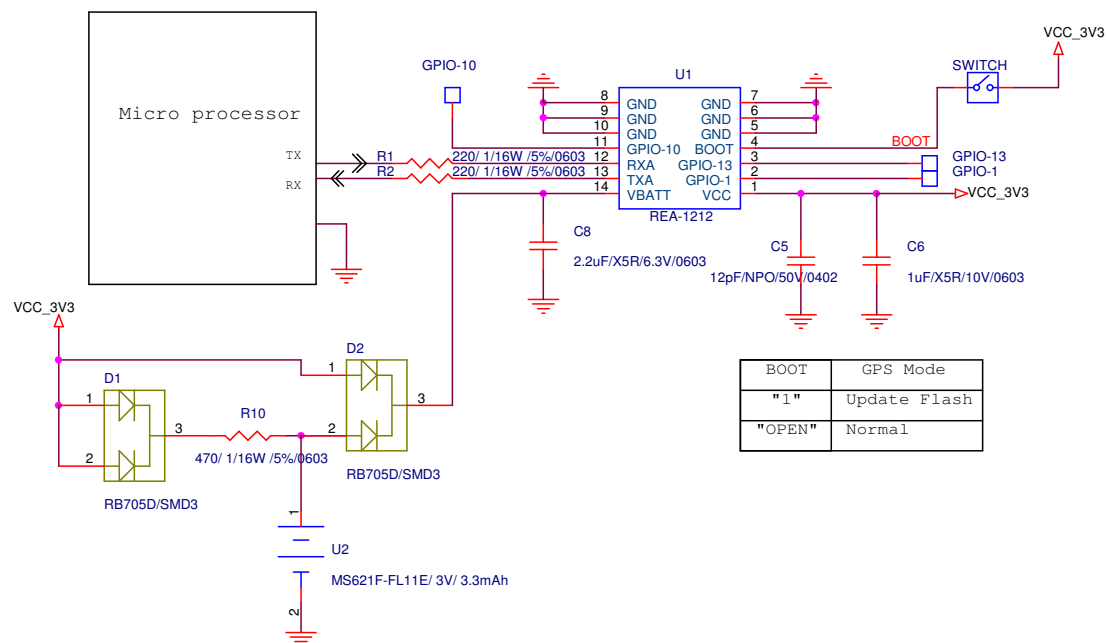 VCC_3V3
SWITCH
U1
GPIO-10
Micro processor
8 GND GND 7
9 GND GND 6
10 GND GND 5
11 GPIO-10 BOOT 4
BOOT
TX
R1 220/ 1/16W /5%/0603
12 RXA GPIO-13 3
GPIO-13
RX
R2 220/ 1/16W /5%/0603
13 TXA GPIO-1 2
GPIO-1
14 VBATT VCC 1
VCC_3V3
REA-1212
C8
2.2uF/X5R/6.3V/0603
C5
12pF/NPO/50V/0402
C6
1uF/X5R/10V/0603
VCC_3V3
D1
1
2
3
RB705D/SMD3
R10
470/ 1/16W /5%/0603
D2
1
2
3
RB705D/SMD3
1
U2
MS621F-FL11E/ 3V/ 3.3mAh
2
BOOT GPS Mode
"1" Update Flash
"OPEN" Normal